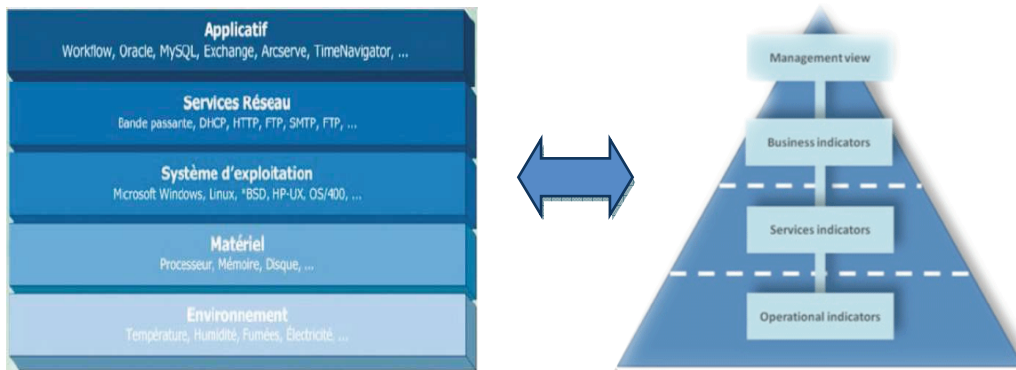 Applicatif
Workflow, Oracle, MySQL, Exchange, Arcserve, TimeNavigator, ...
Services Réseau
Bande passante, DHCP, HTTP, FTP, SMTP, FTP, ...
Système d'exploitation
Microsoft Windows, Linux, *BSD, HP-UX, OS/400, ...
Matériel
Processeur, Mémoire, Disque, ...
Environnement
Température, Humidité, Fumées, Électricité, ...
Management view
Business indicators
Services indicators
Operational indicators